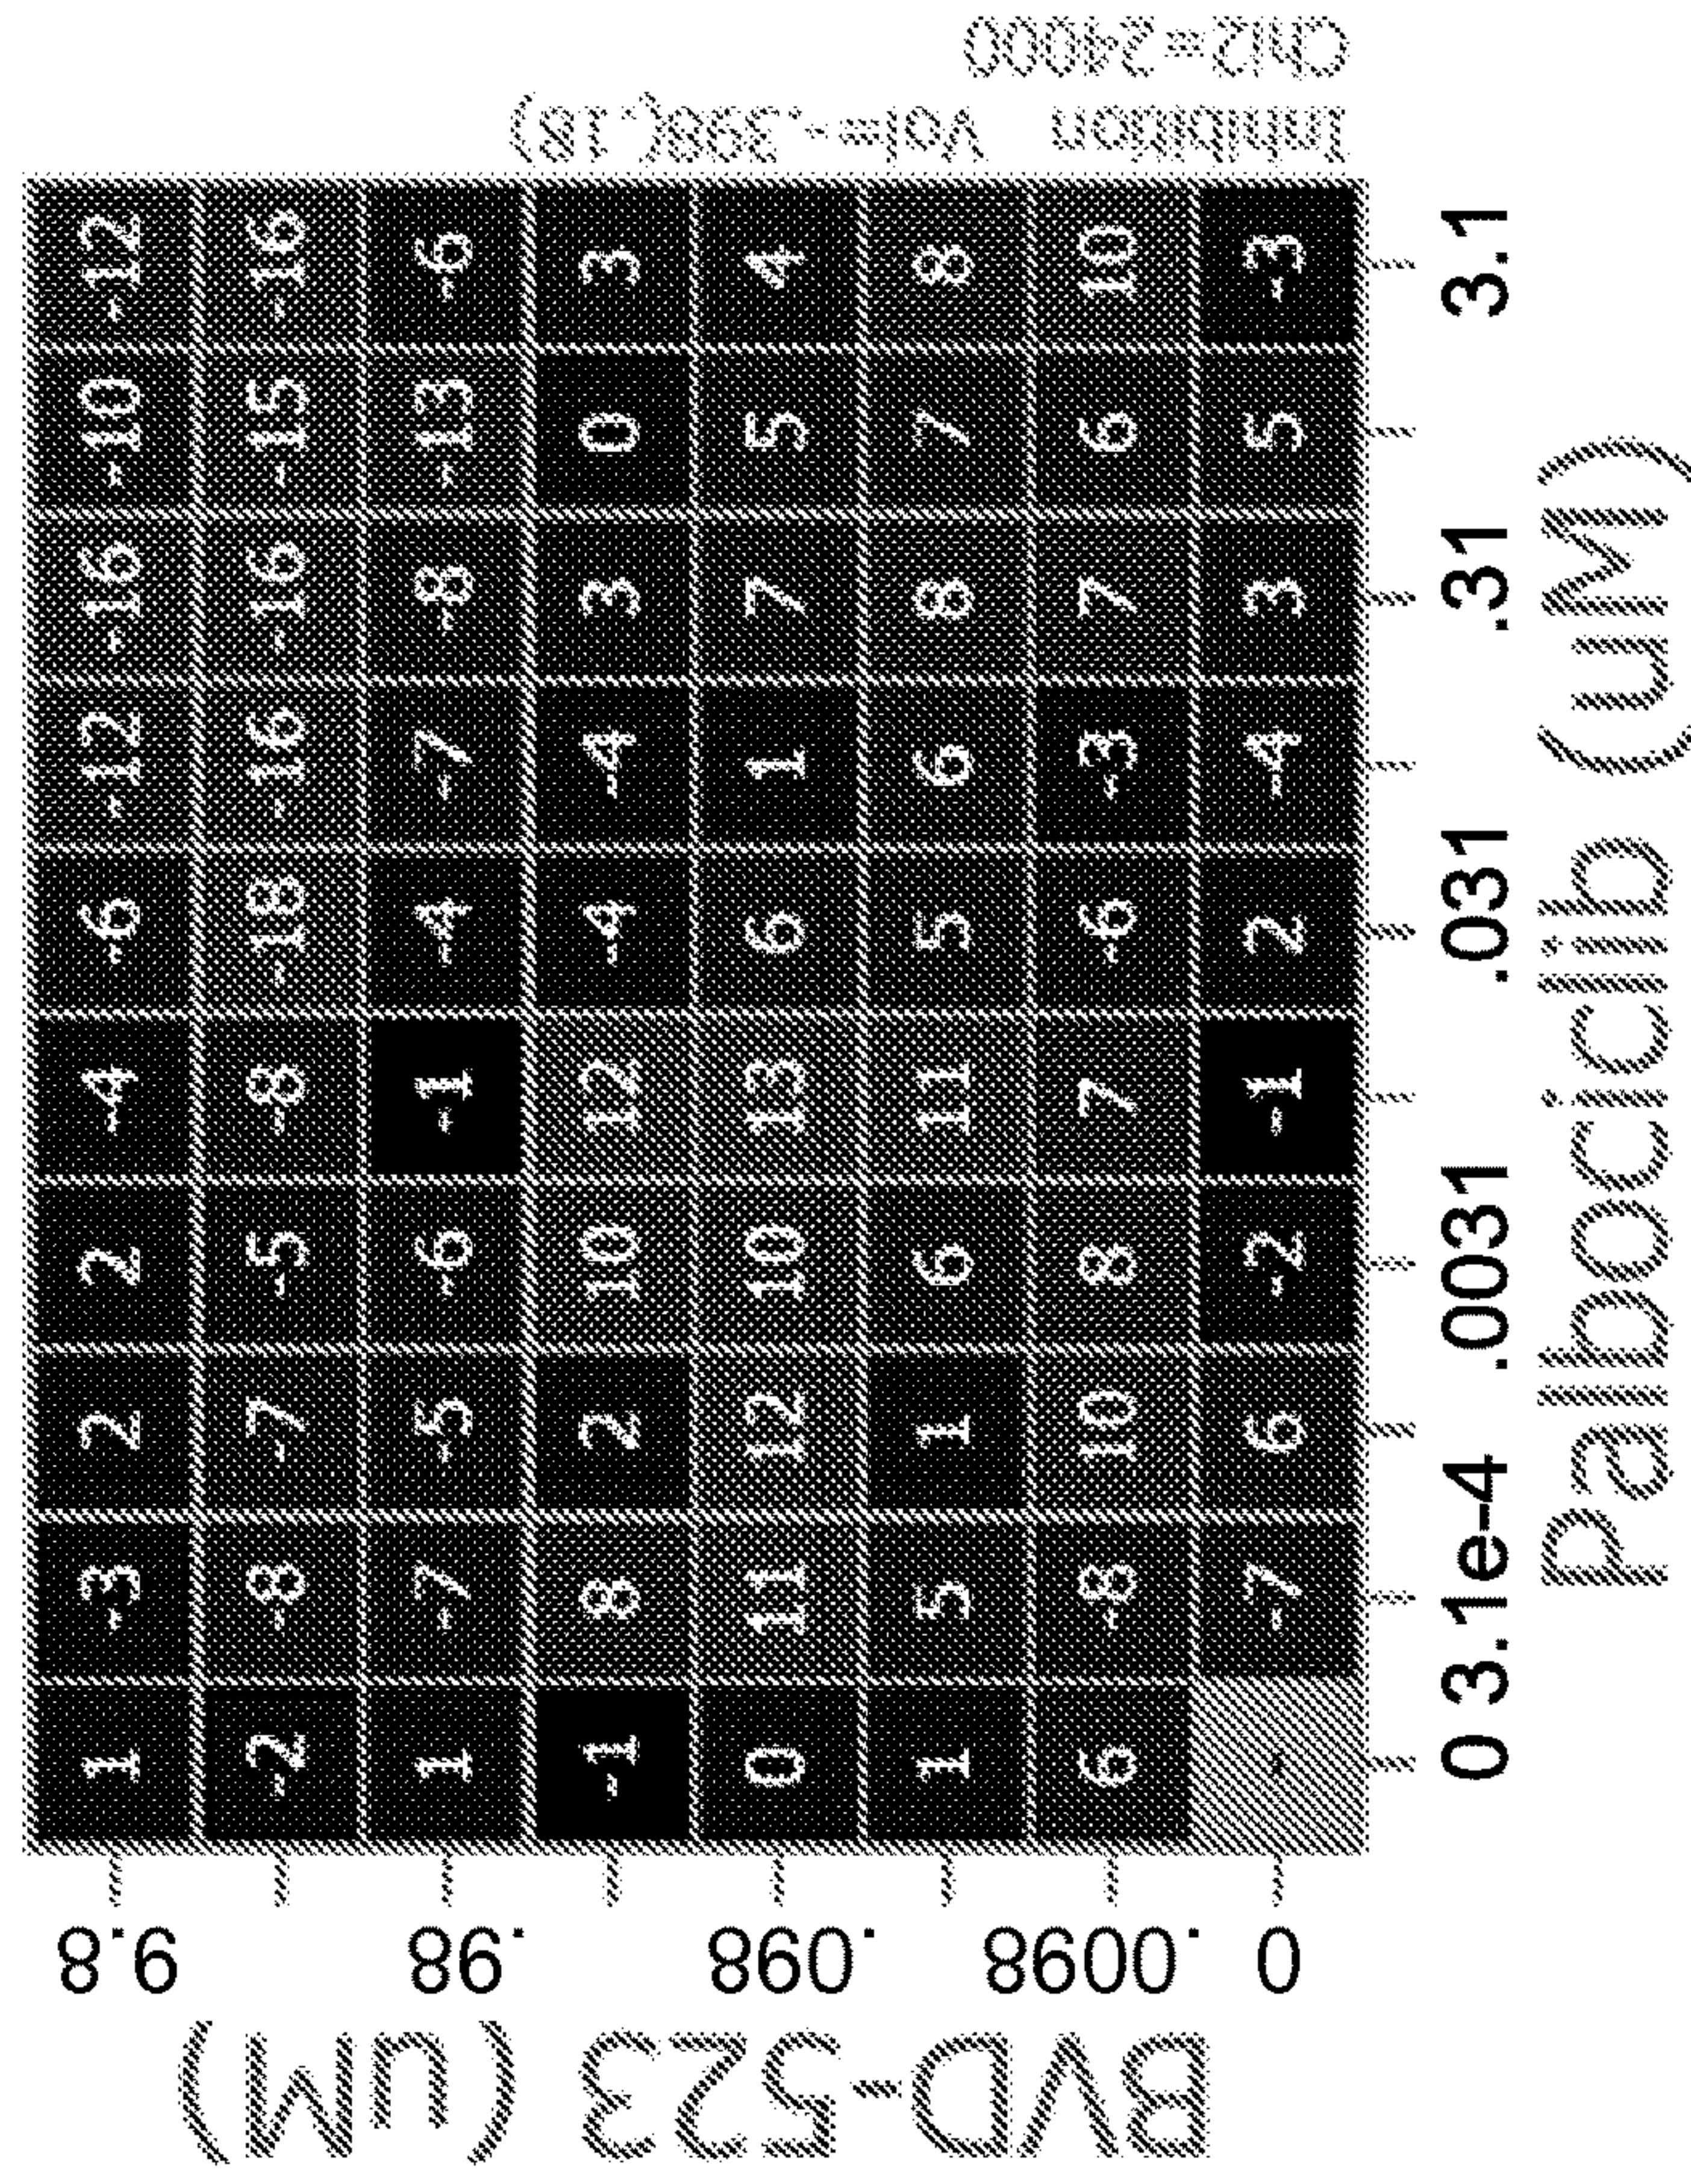 BVD-523 (uM)
9.8 1 -3 2 2 -4 -6 -12 -16 -10 -12
-2 -8 -7 -5 -8 -18 -16 -16 -15 -16
.98 1 -7 -5 -6 -1 -4 -7 -8 -13 -6
-1 8 2 10 12 -4 -4 3 0 3
.098 0 11 12 10 13 6 1 7 5 4
1 5 1 6 11 5 6 8 7 8
.0098 6 -8 10 8 7 -6 -3 7 6 10
0 - -7 6 -2 -1 2 -4 3 5 -3
0 3.1e-4 .0031 .031 .31 3.1
Palbociclib (uM)
Inhibition Vol=-.398(.18)
Chi2=24000